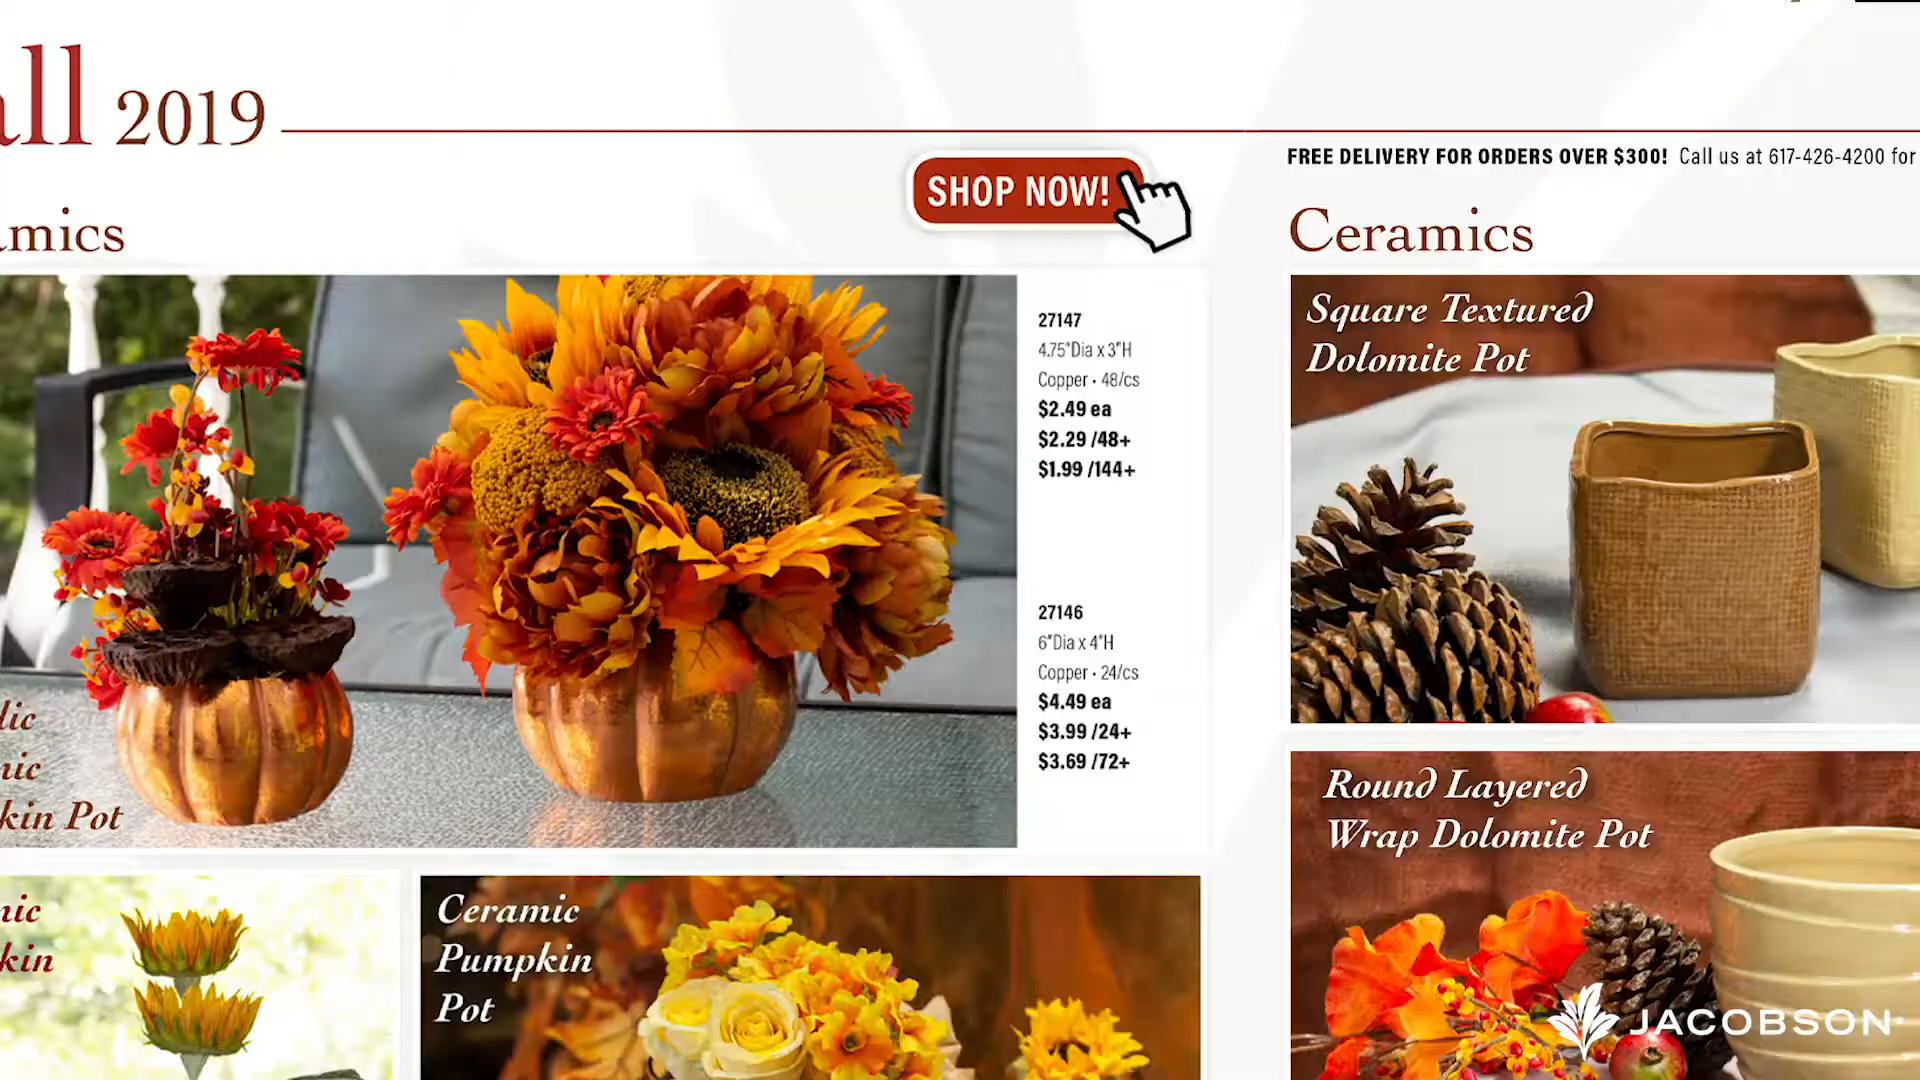 all 2019
SHOP NOW!
FREE DELIVERY FOR ORDERS OVER $300! Call us at 617-426-4200 for
amics
Ceramics
27147
4.75"Dia x 3"H
Copper • 48/cs
$2.49 ea
$2.29 /48+
$1.99 /144+
27146
6"Dia x 4"H
Copper • 24/cs
$4.49 ea
$3.99 /24+
$3.69 /72+
lic
nic
kin Pot
Square Textured
Dolomite Pot
Round Layered
Wrap Dolomite Pot
nic
kin
Ceramic
Pumpkin
Pot
JACOBSON